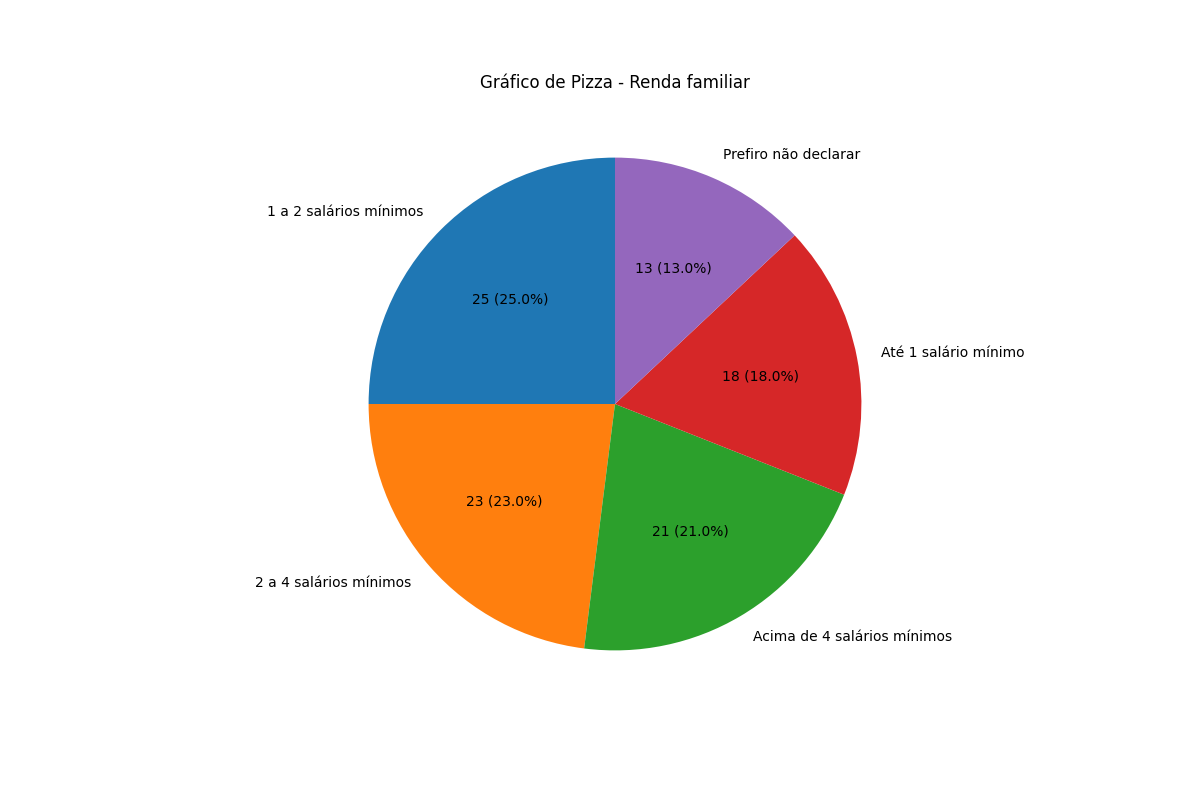 Gráfico de Pizza - Renda familiar
Prefiro não declarar
1 a 2 salários mínimos
13 (13.0%)
25 (25.0%)
Até 1 salário mínimo
18 (18.0%)
23 (23.0%)
21 (21.0%)
2 a 4 salários mínimos
Acima de 4 salários mínimos